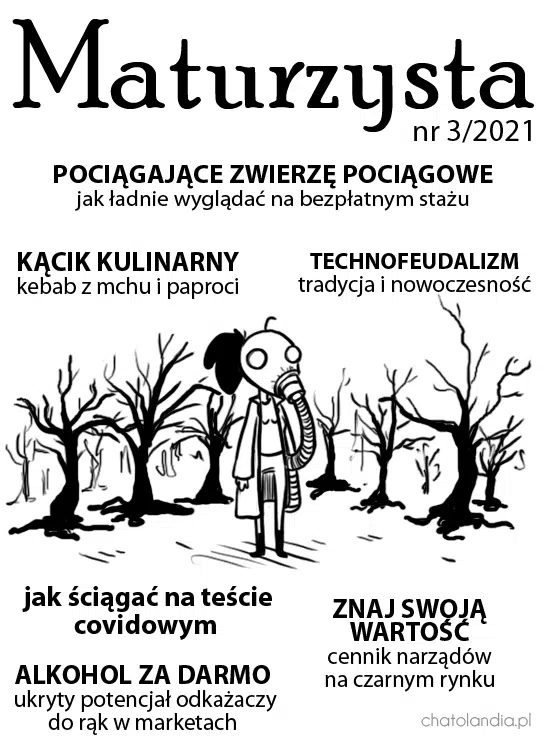 Maturzysta
nr 3/2021
POCIĄGAJĄCE ZWIERZĘ POCIĄGOWE
jak ładnie wyglądać na bezpłatnym stażu
KĄCIK KULINARNY
kebab z mchu i paproci
TECHNOFEUDALIZM
tradycja i nowoczesność
jak ściągać na teście
covidowym
ALKOHOL ZA DARMO
ukryty potencjał odkażaczy
do rąk w marketach
ZNAJ SWOJĄ
WARTOŚĆ
cennik narządów
na czarnym rynku
chatolandia.pl